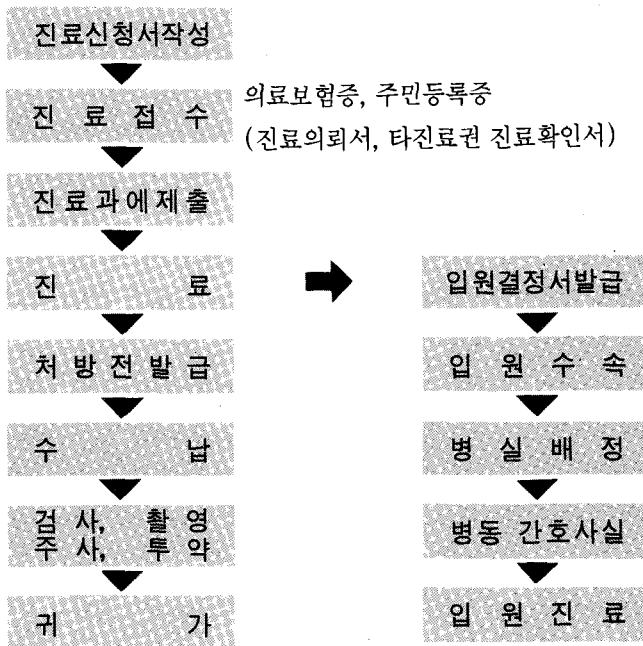 진료신청서작성
진 료 접 수
의료보험증, 주민등록증
(진료의뢰서, 타진료권 진료확인서)
진 료 과 에 제 출
진 료
처 방 전 발 급
수 납
검 사, 촬 영
주 사, 투 약
귀 가
입원결정서발급
입 원 수 속
병 실 배 정
병동 간호사실
입 원 진 료